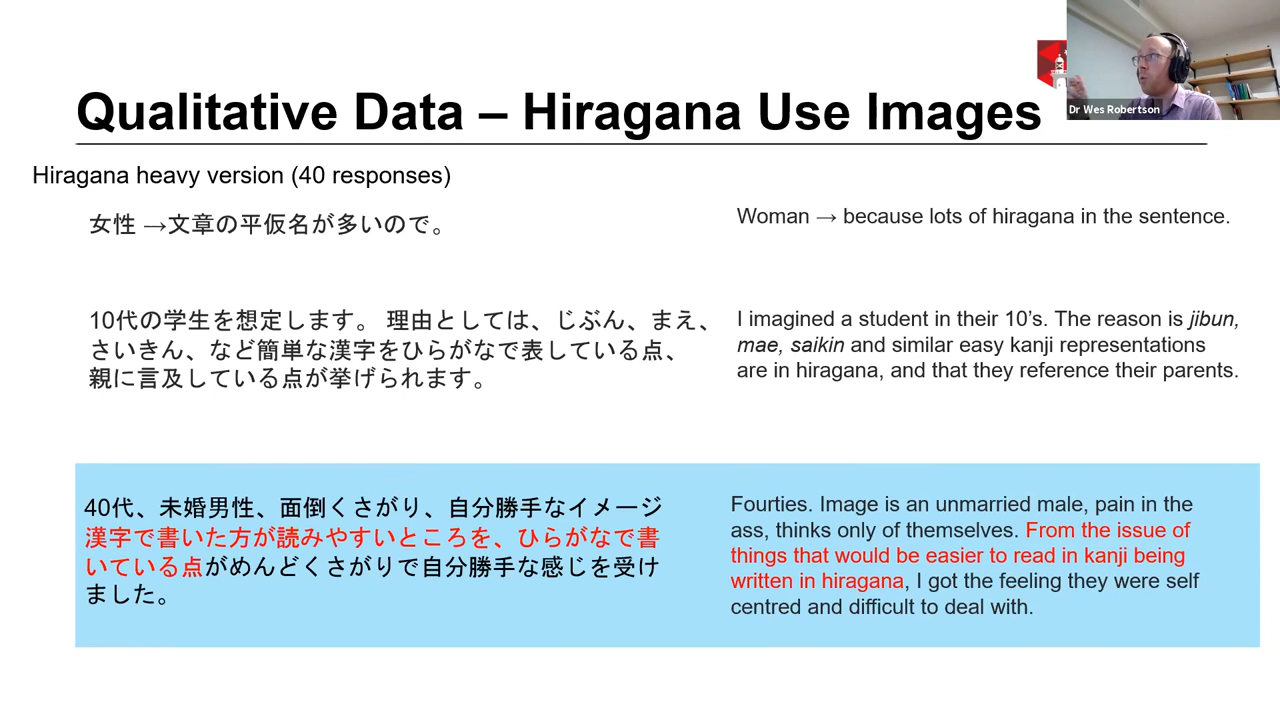 Qualitative Data – Hiragana Use Images
Dr Wes Robertson
Hiragana heavy version (40 responses)
女性 →文章の平仮名が多いので。
Woman → because lots of hiragana in the sentence.
10代の学生を想定します。 理由としては、じぶん、まえ、
さいきん、など簡単な漢字をひらがなで表している点、
親に言及している点が挙げられます。
I imagined a student in their 10’s. The reason is jibun,
mae, saikin and similar easy kanji representations
are in hiragana, and that they reference their parents.
40代、未婚男性、面倒くさがり、自分勝手なイメージ
漢字で書いた方が読みやすいところを、ひらがなで書
いている点がめんどくさがりで自分勝手な感じを受け
ました。
Fourties. Image is an unmarried male, pain in the
ass, thinks only of themselves. From the issue of
things that would be easier to read in kanji being
written in hiragana, I got the feeling they were self
centred and difficult to deal with.